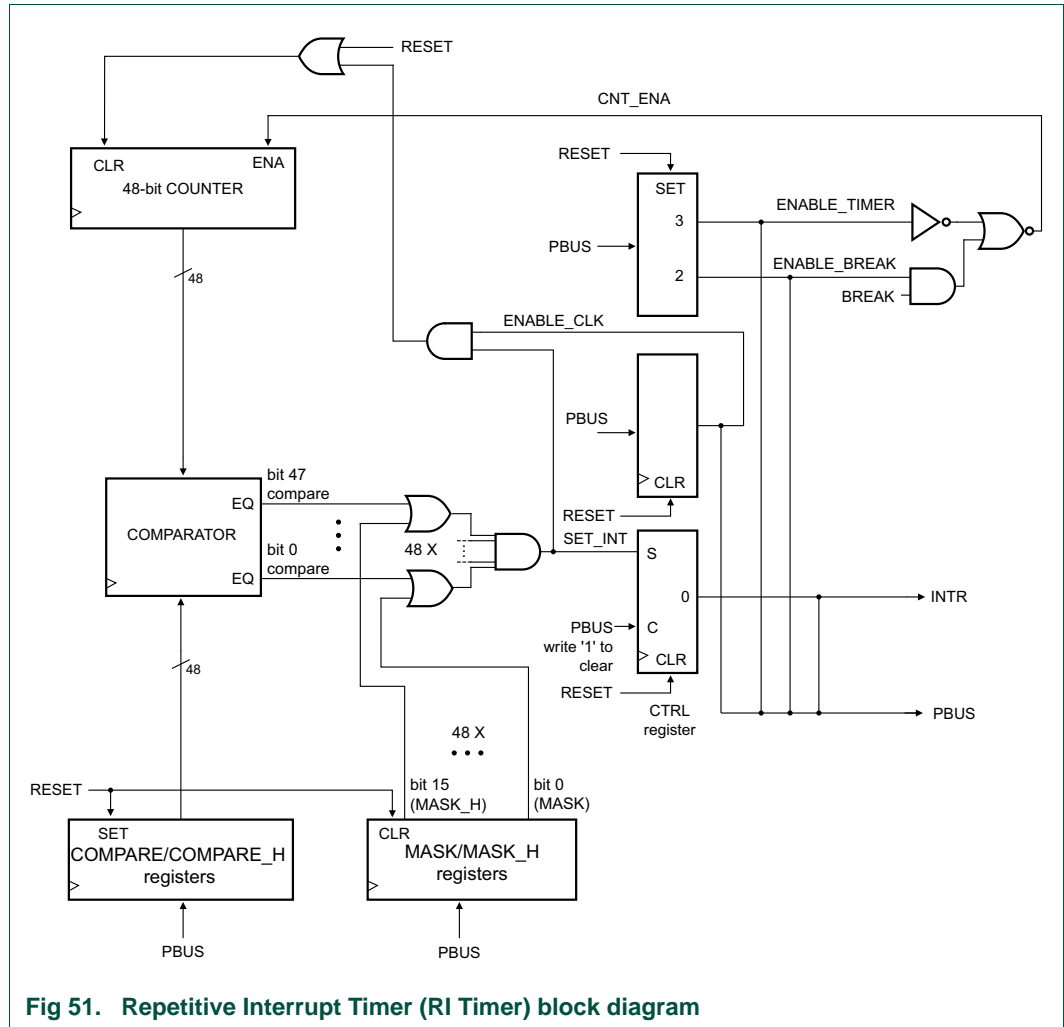 RESET
CNT_ENA
CLR
ENA
48-bit COUNTER
48
RESET
SET
3
PBUS
2
ENABLE_TIMER
ENABLE_BREAK
BREAK
ENABLE_CLK
PBUS
CLR
RESET
bit 47
compare
EQ
COMPARATOR
bit 0
compare
EQ
48 X
SET_INT
S
0
INTR
PBUS
write '1' to
clear
C
CLR
RESET
CTRL
register
PBUS
48
48 X
bit 15
(MASK_H)
bit 0
(MASK)
RESET
SET
COMPARE/COMPARE_H
registers
CLR
MASK/MASK_H
registers
PBUS
PBUS
Fig 51. Repetitive Interrupt Timer (RI Timer) block diagram